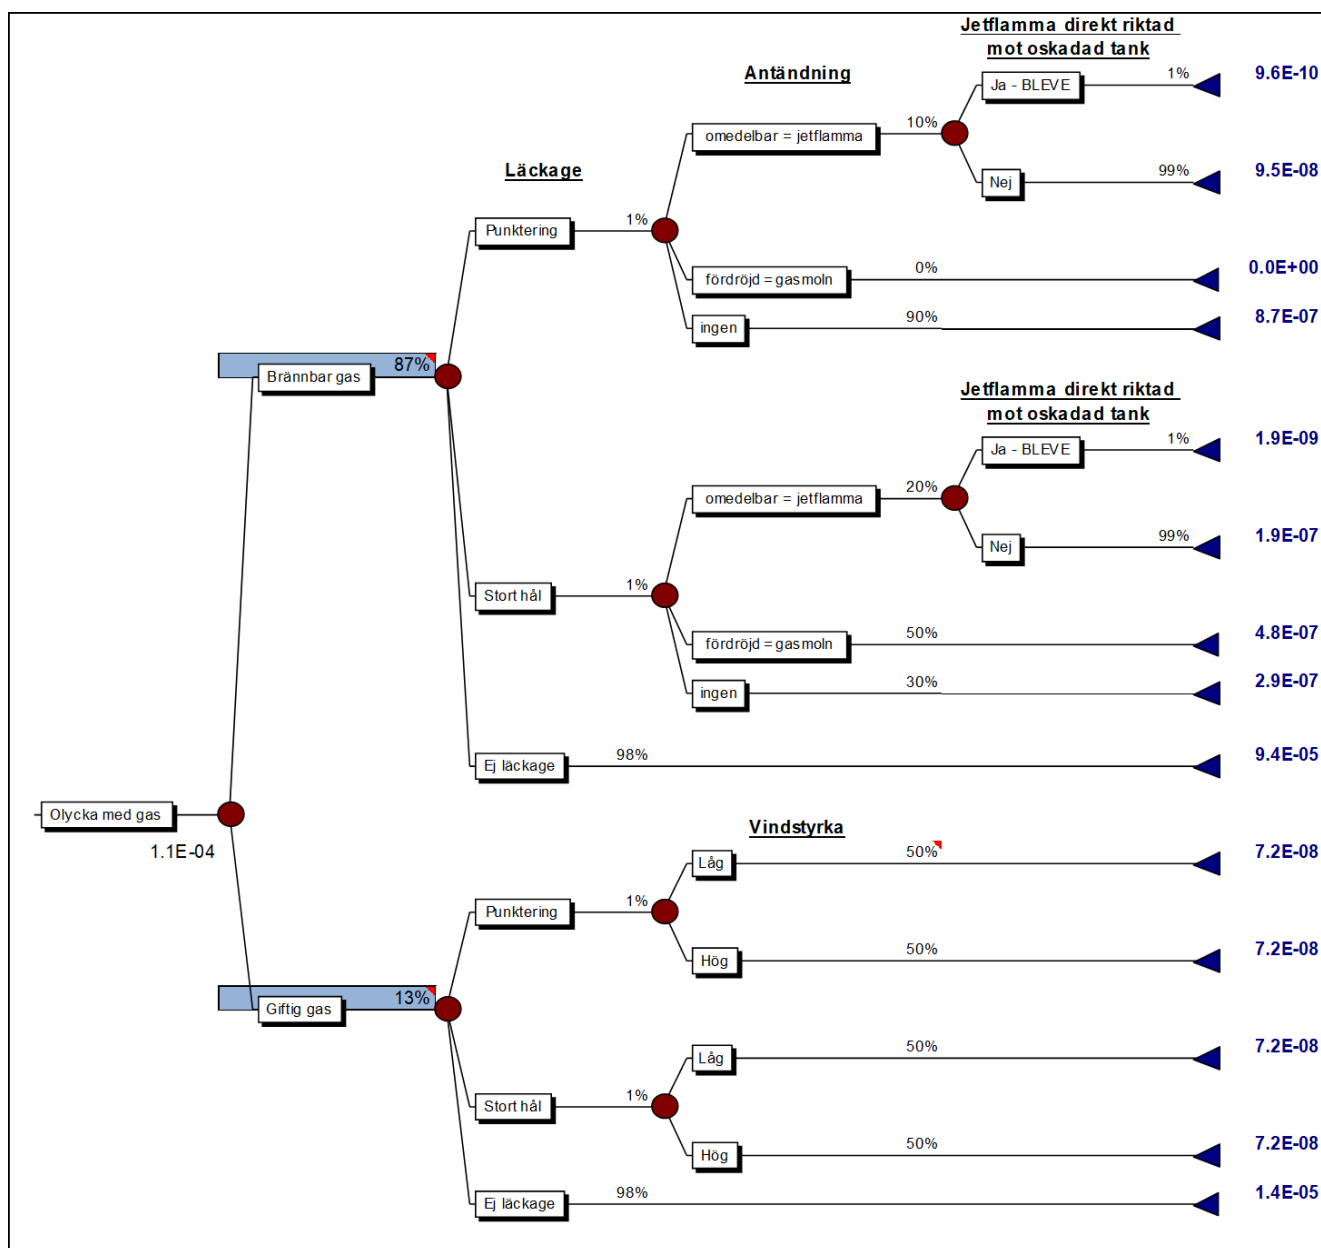 Jetflamma direkt riktad
mot oskadad tank
Antändning
Ja - BLEVE 1% 9.6E-10
omedelbar = jetflamma 10%
Läckage
Nej 99% 9.5E-08
Punktering 1%
fördröjd = gasmoln 0% 0.0E+00
ingen 90% 8.7E-07
Brännbar gas 87%
Jetflamma direkt riktad
mot oskadad tank
Ja - BLEVE 1% 1.9E-09
omedelbar = jetflamma 20%
Nej 99% 1.9E-07
Stort hål 1%
fördröjd = gasmoln 50% 4.8E-07
ingen 30% 2.9E-07
Ej läckage 98% 9.4E-05
Olycka med gas
1.1E-04
Vindstyrka
Låg 50% 7.2E-08
Punktering 1%
Hög 50% 7.2E-08
Giftig gas 13%
Låg 50% 7.2E-08
Stort hål 1%
Hög 50% 7.2E-08
Ej läckage 98% 1.4E-05